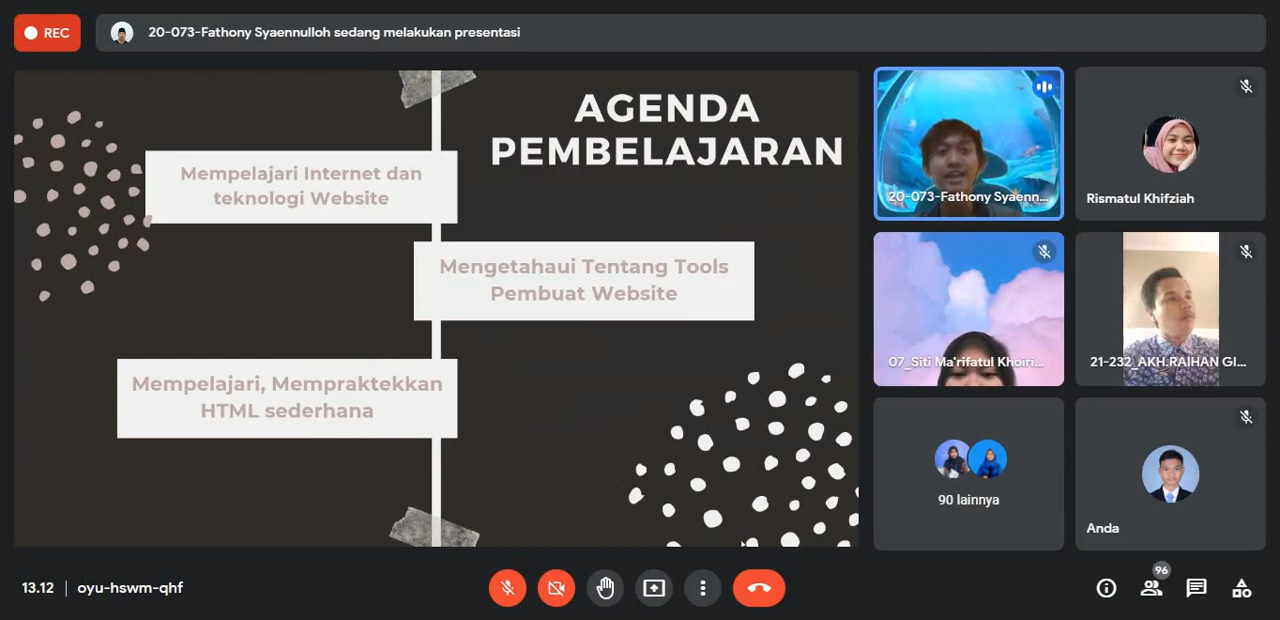 REC
20-073-Fathony Syaennulloh sedang melakukan presentasi
AGENDA
PEMBELAJARAN
Mempelajari Internet dan
teknologi Website
Mengetahaui Tentang Tools
Pembuat Website
Mempelajari, Mempraktekkan
HTML sederhana
20-073-Fathony Syaenn...
Rismatul Khifziah
07_Siti Ma'rifatul Khoiri...
21-232_AKH.RAIHAN GI...
90 lainnya
Anda
13.12
oyu-hswm-qhf
96